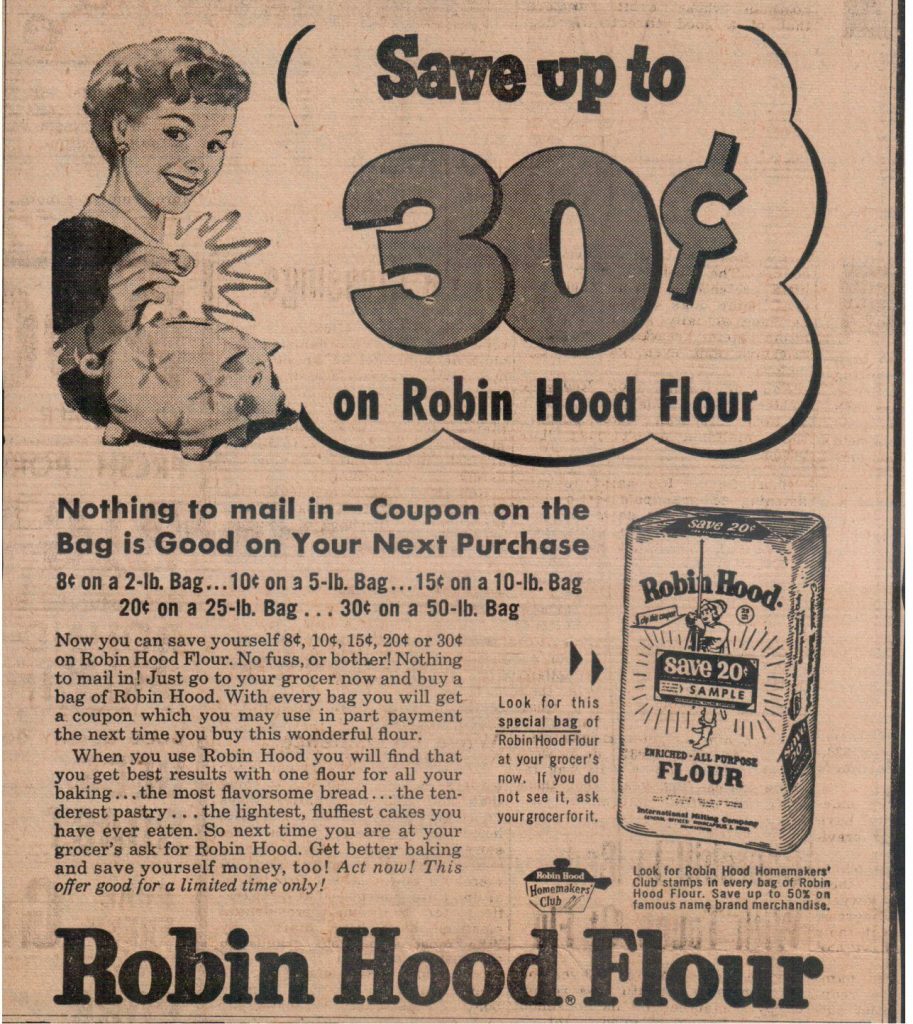 Save up to
30¢
on Robin Hood Flour
Nothing to mail in — Coupon on the
Bag is Good on Your Next Purchase
8¢ on a 2-lb. Bag...10¢ on a 5-lb. Bag...15¢ on a 10-lb. Bag
20¢ on a 25-lb. Bag . . . 30¢ on a 50-lb. Bag
Now you can save yourself 8¢, 10¢, 15¢, 20¢ or 30¢
on Robin Hood Flour. No fuss, or bother! Nothing
to mail in! Just go to your grocer now and buy a
bag of Robin Hood. With every bag you will get
a coupon which you may use in part payment
the next time you buy this wonderful flour.
When you use Robin Hood you will find that
you get best results with one flour for all your
baking...the most flavorsome bread...the ten-
derest pastry . . . the lightest, fluffiest cakes you
have ever eaten. So next time you are at your
grocer's ask for Robin Hood. Get better baking
and save yourself money, too! Act now! This
offer good for a limited time only!
Look for this
special bag of
Robin Hood Flour
at your grocer's
now. If you do
not see it, ask
your grocer for it.
save 20¢
Robin Hood®
clip this coupon
save 20¢
SAMPLE
ENRICHED - ALL PURPOSE
FLOUR
International Milling Company
Robin Hood
Homemakers'
Club
Look for Robin Hood Homemakers'
Club stamps in every bag of Robin
Hood Flour. Save up to 50% on
famous name brand merchandise.
Robin Hood® Flour